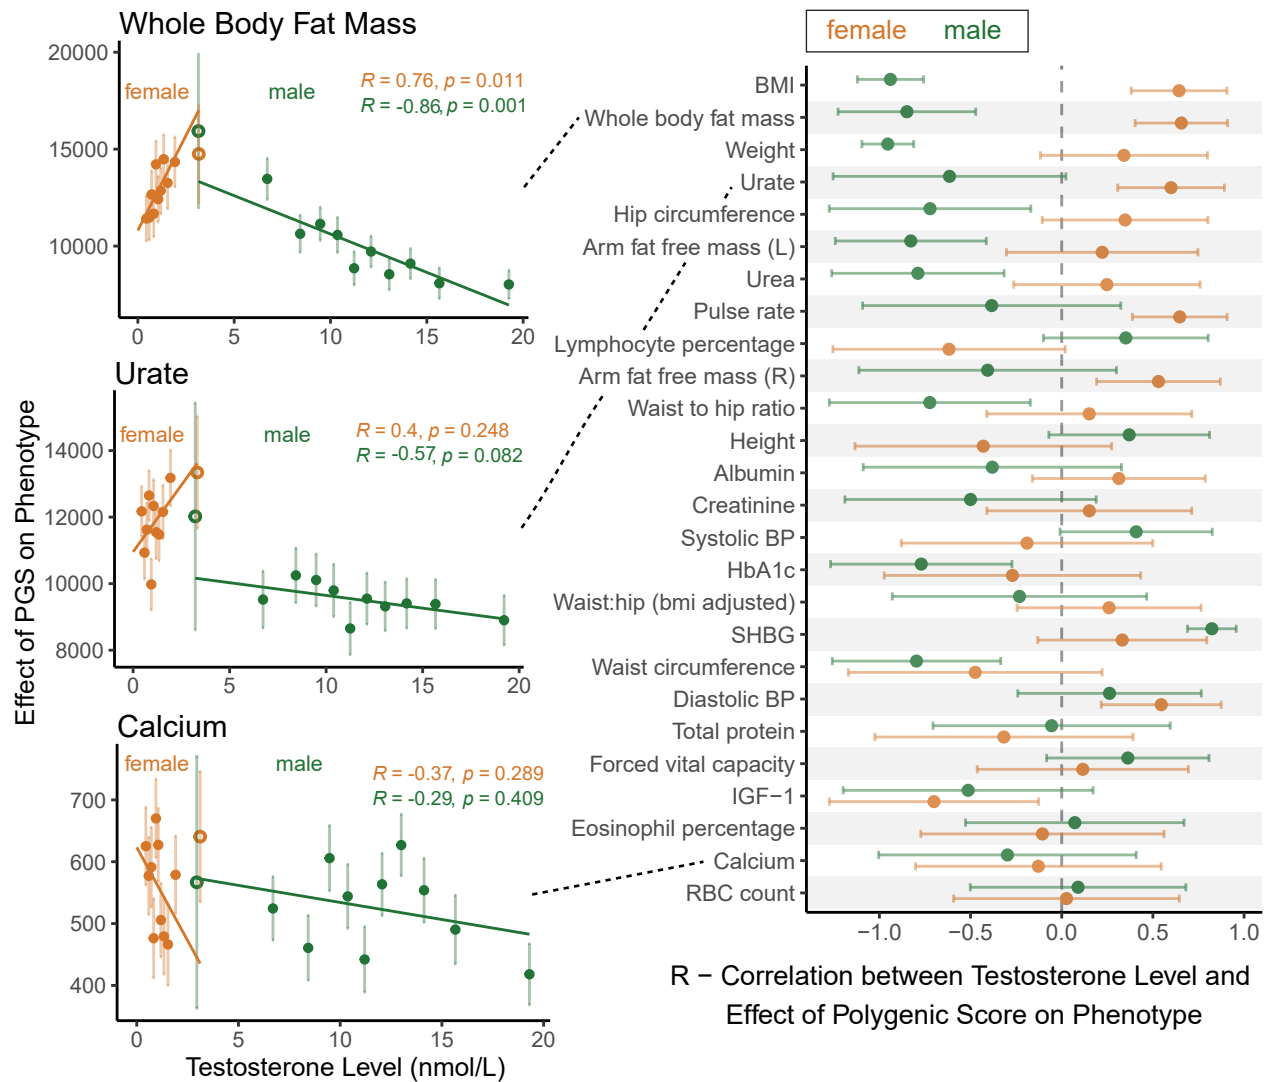 Whole Body Fat Mass
20000
15000
10000
female
male
R = 0.76, p = 0.011
R = -0.86, p = 0.001
0 5 10 15 20
Urate
14000
12000
10000
8000
female
male
R = 0.4, p = 0.248
R = -0.57, p = 0.082
0 5 10 15 20
Calcium
700
600
500
400
female
male
R = -0.37, p = 0.289
R = -0.29, p = 0.409
0 5 10 15 20
Testosterone Level (nmol/L)
Effect of PGS on Phenotype
female male
BMI
Whole body fat mass
Weight
Urate
Hip circumference
Arm fat free mass (L)
Urea
Pulse rate
Lymphocyte percentage
Arm fat free mass (R)
Waist to hip ratio
Height
Albumin
Creatinine
Systolic BP
HbA1c
Waist:hip (bmi adjusted)
SHBG
Waist circumference
Diastolic BP
Total protein
Forced vital capacity
IGF−1
Eosinophil percentage
Calcium
RBC count
−1.0 −0.5 0.0 0.5 1.0
R − Correlation between Testosterone Level and
Effect of Polygenic Score on Phenotype